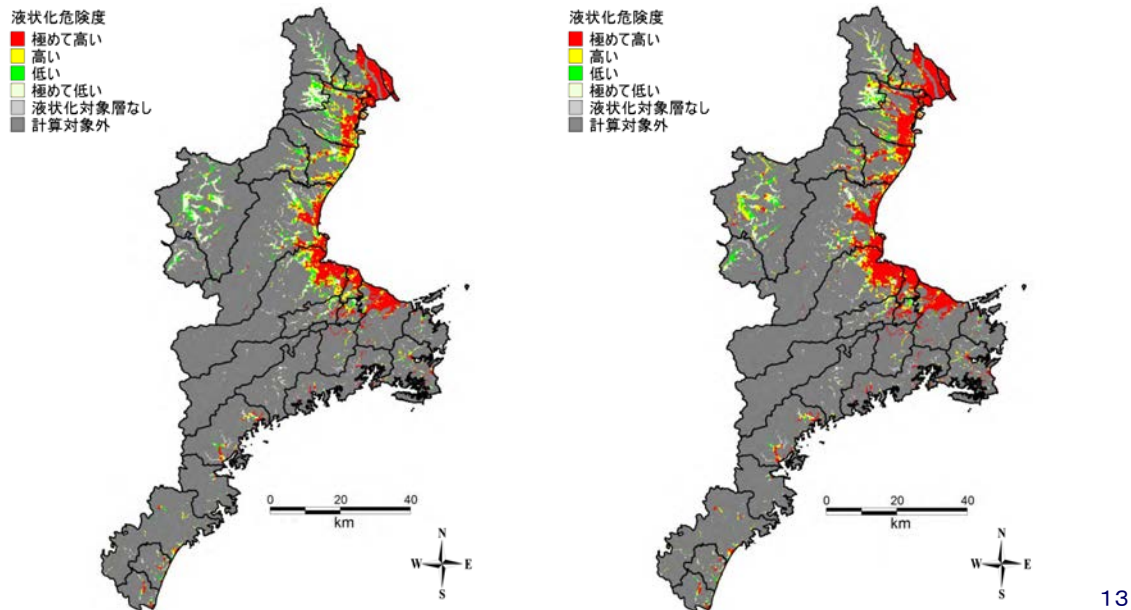 液状化危険度
極めて高い
高い
低い
極めて低い
液状化対象層なし
計算対象外
0 20 40
km
N
W E
S
液状化危険度
極めて高い
高い
低い
極めて低い
液状化対象層なし
計算対象外
0 20 40
km
N
W E
S
13